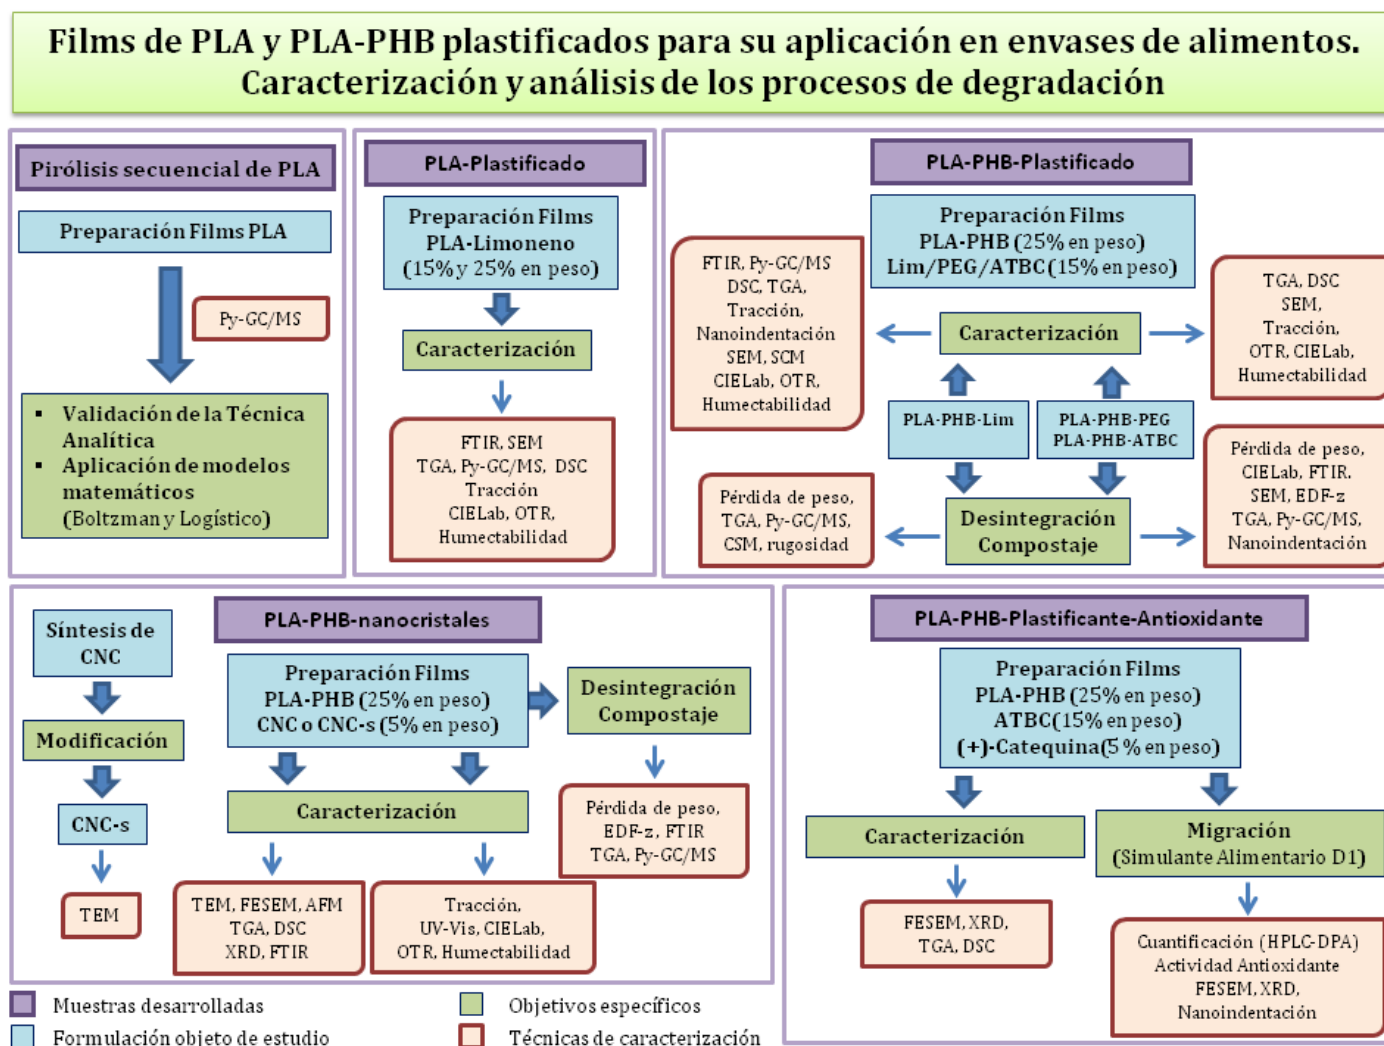 Films de PLA y PLA-PHB plastificados para su aplicación en envases de alimentos.
Caracterización y análisis de los procesos de degradación
Pirólisis secuencial de PLA
Preparación Films PLA
Py-GC/MS
▪ Validación de la Técnica
Analítica
▪ Aplicación de modelos
matemáticos
(Boltzman y Logístico)
PLA-Plastificado
Preparación Films
PLA-Limoneno
(15% y 25% en peso)
Caracterización
FTIR, SEM
TGA, Py-GC/MS, DSC
Tracción
CIELab, OTR,
Humectabilidad
PLA-PHB-Plastificado
Preparación Films
PLA-PHB (25% en peso)
Lim/PEG/ATBC (15% en peso)
FTIR, Py-GC/MS
DSC, TGA,
Tracción,
Nanoindentación
SEM, SCM
CIELab, OTR,
Humectabilidad
Caracterización
TGA, DSC
SEM,
Tracción,
OTR, CIELab,
Humectabilidad
PLA-PHB-Lim
PLA-PHB-PEG
PLA-PHB-ATBC
Pérdida de peso,
TGA, Py-GC/MS,
CSM, rugosidad
Desintegración
Compostaje
Pérdida de peso,
CIELab, FTIR.
SEM, EDF-z
TGA, Py-GC/MS,
Nanoindentación
PLA-PHB-nanocristales
Síntesis de
CNC
Modificación
CNC-s
TEM
Preparación Films
PLA-PHB (25% en peso)
CNC o CNC-s (5% en peso)
Caracterización
TEM, FESEM, AFM
TGA, DSC
XRD, FTIR
Tracción,
UV-Vis, CIELab,
OTR, Humectabilidad
Desintegración
Compostaje
Pérdida de peso,
EDF-z, FTIR
TGA, Py-GC/MS
PLA-PHB-Plastificante-Antioxidante
Preparación Films
PLA-PHB (25% en peso)
ATBC(15% en peso)
(+)-Catequina(5 % en peso)
Caracterización
FESEM, XRD,
TGA, DSC
Migración
(Simulante Alimentario D1)
Cuantificación (HPLC-DPA)
Actividad Antioxidante
FESEM, XRD,
Nanoindentación
Muestras desarrolladas
Objetivos específicos
Formulación objeto de estudio
Técnicas de caracterización